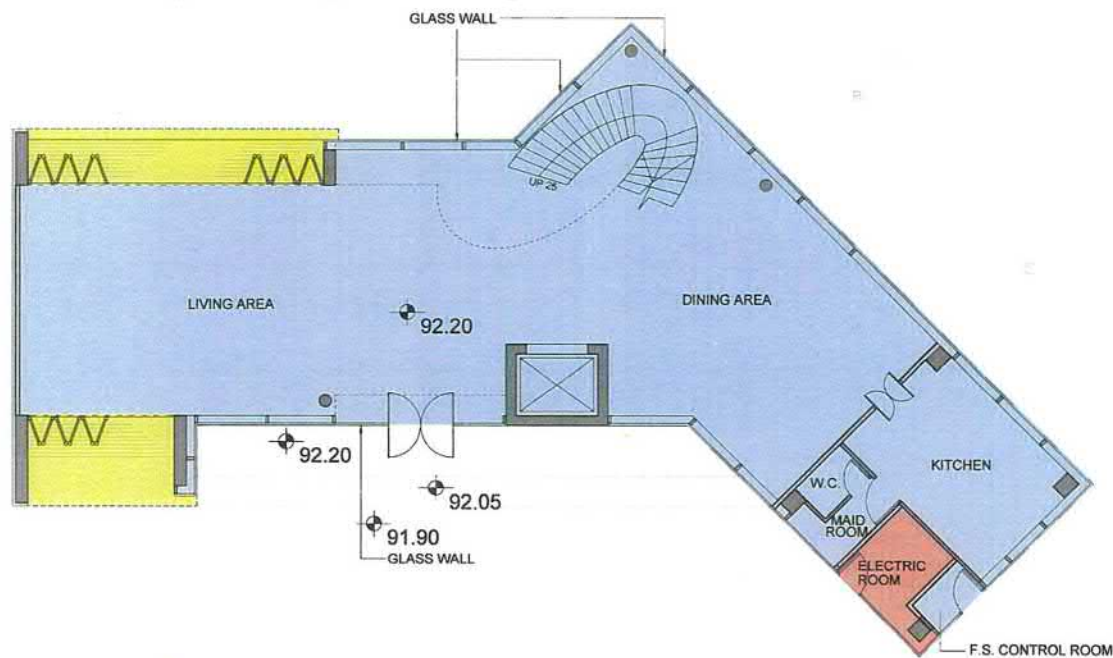 GLASS WALL
UP 25
LIVING AREA
DINING AREA
92.20
92.20
KITCHEN
W.C.
92.05
MAID
ROOM
91.90
GLASS WALL
ELECTRIC
ROOM
F.S. CONTROL ROOM